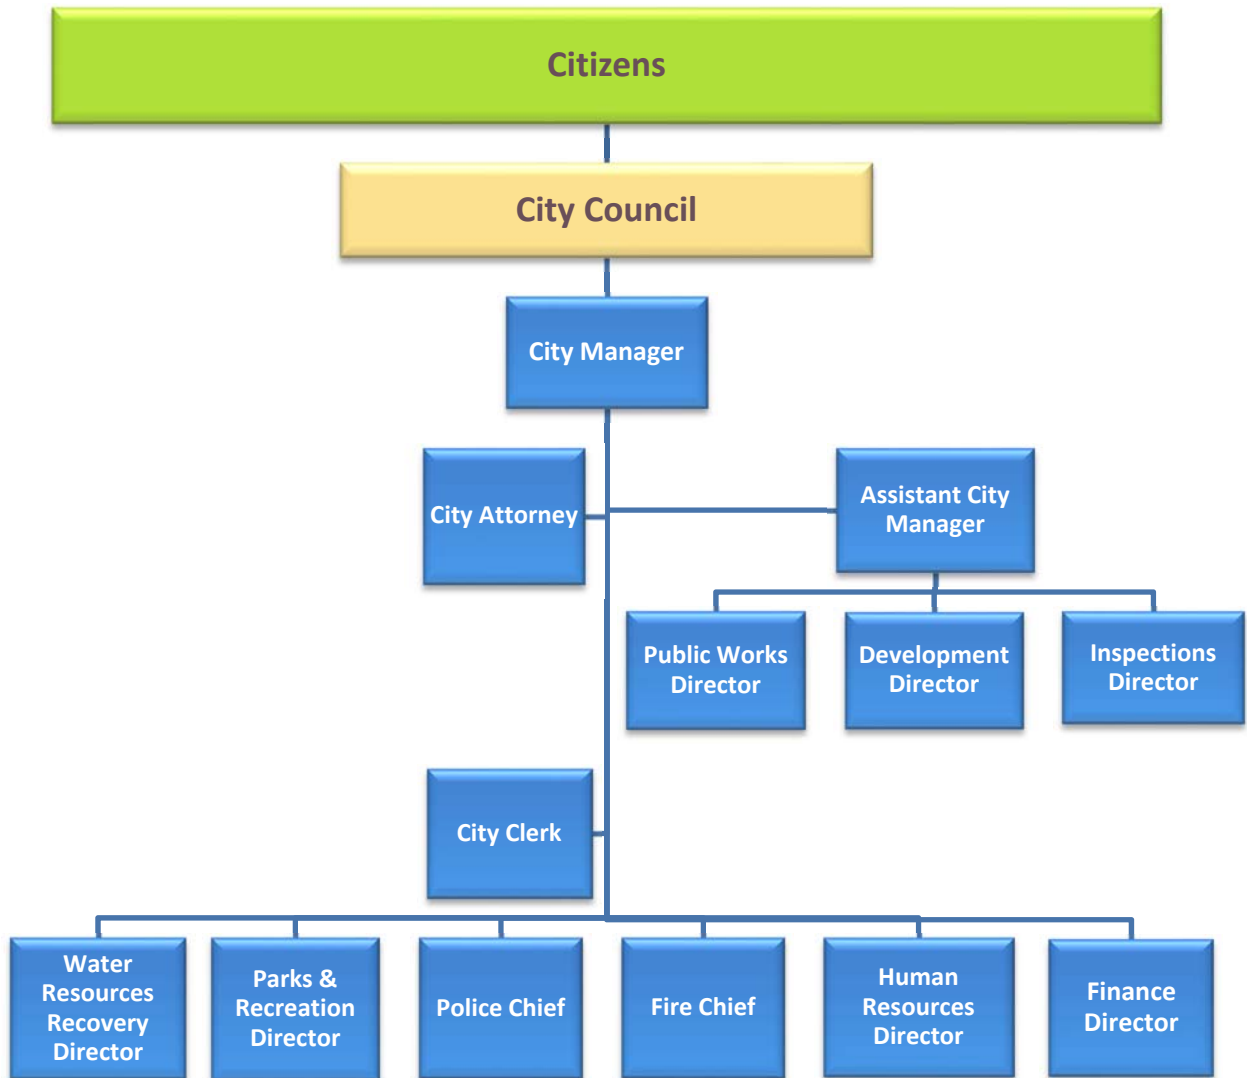 Citizens
City Council
City Manager
City Attorney
Assistant City
Manager
Public Works
Director
Development
Director
Inspections
Director
City Clerk
Water
Resources
Recovery
Director
Parks &
Recreation
Director
Police Chief
Fire Chief
Human
Resources
Director
Finance
Director